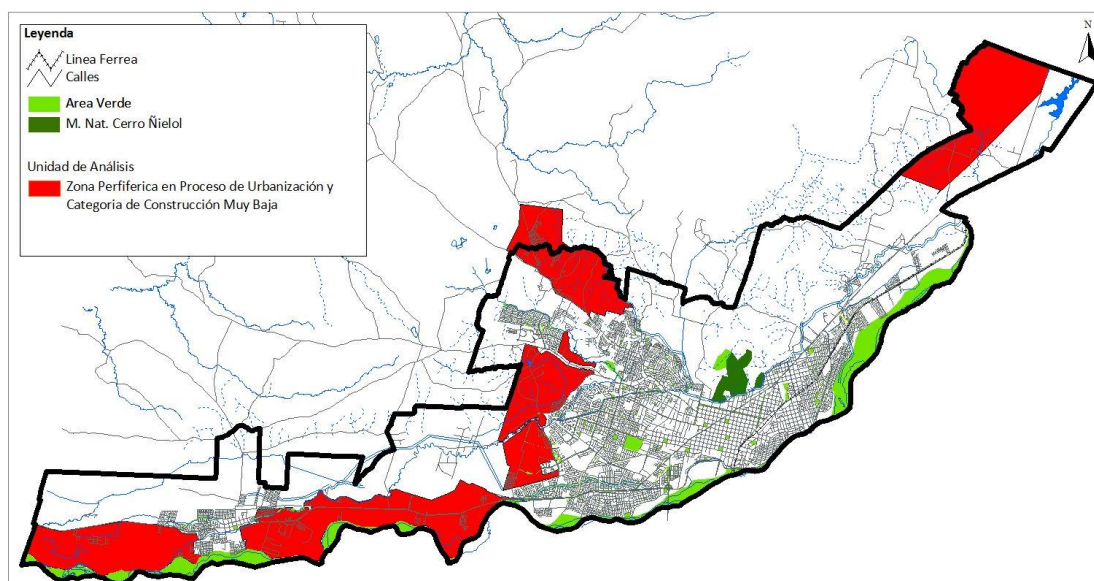 Leyenda
Linea Ferrea
Calles
Area Verde
M. Nat. Cerro Ñielol
Unidad de Análisis
Zona Perfiferica en Proceso de Urbanización y
Categoria de Construcción Muy Baja
N